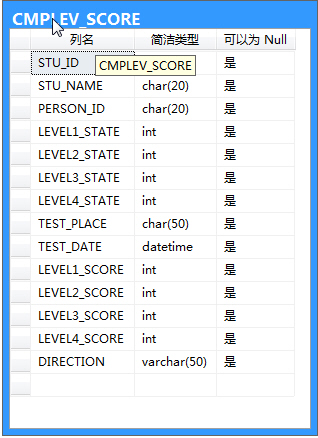 CMPLEV_SCORE
列名 简洁类型 可以为 Null
STU_ID 是
CMPLEV_SCORE
STU_NAME char(20) 是
PERSON_ID char(20) 是
LEVEL1_STATE int 是
LEVEL2_STATE int 是
LEVEL3_STATE int 是
LEVEL4_STATE int 是
TEST_PLACE char(50) 是
TEST_DATE datetime 是
LEVEL1_SCORE int 是
LEVEL2_SCORE int 是
LEVEL3_SCORE int 是
LEVEL4_SCORE int 是
DIRECTION varchar(50) 是